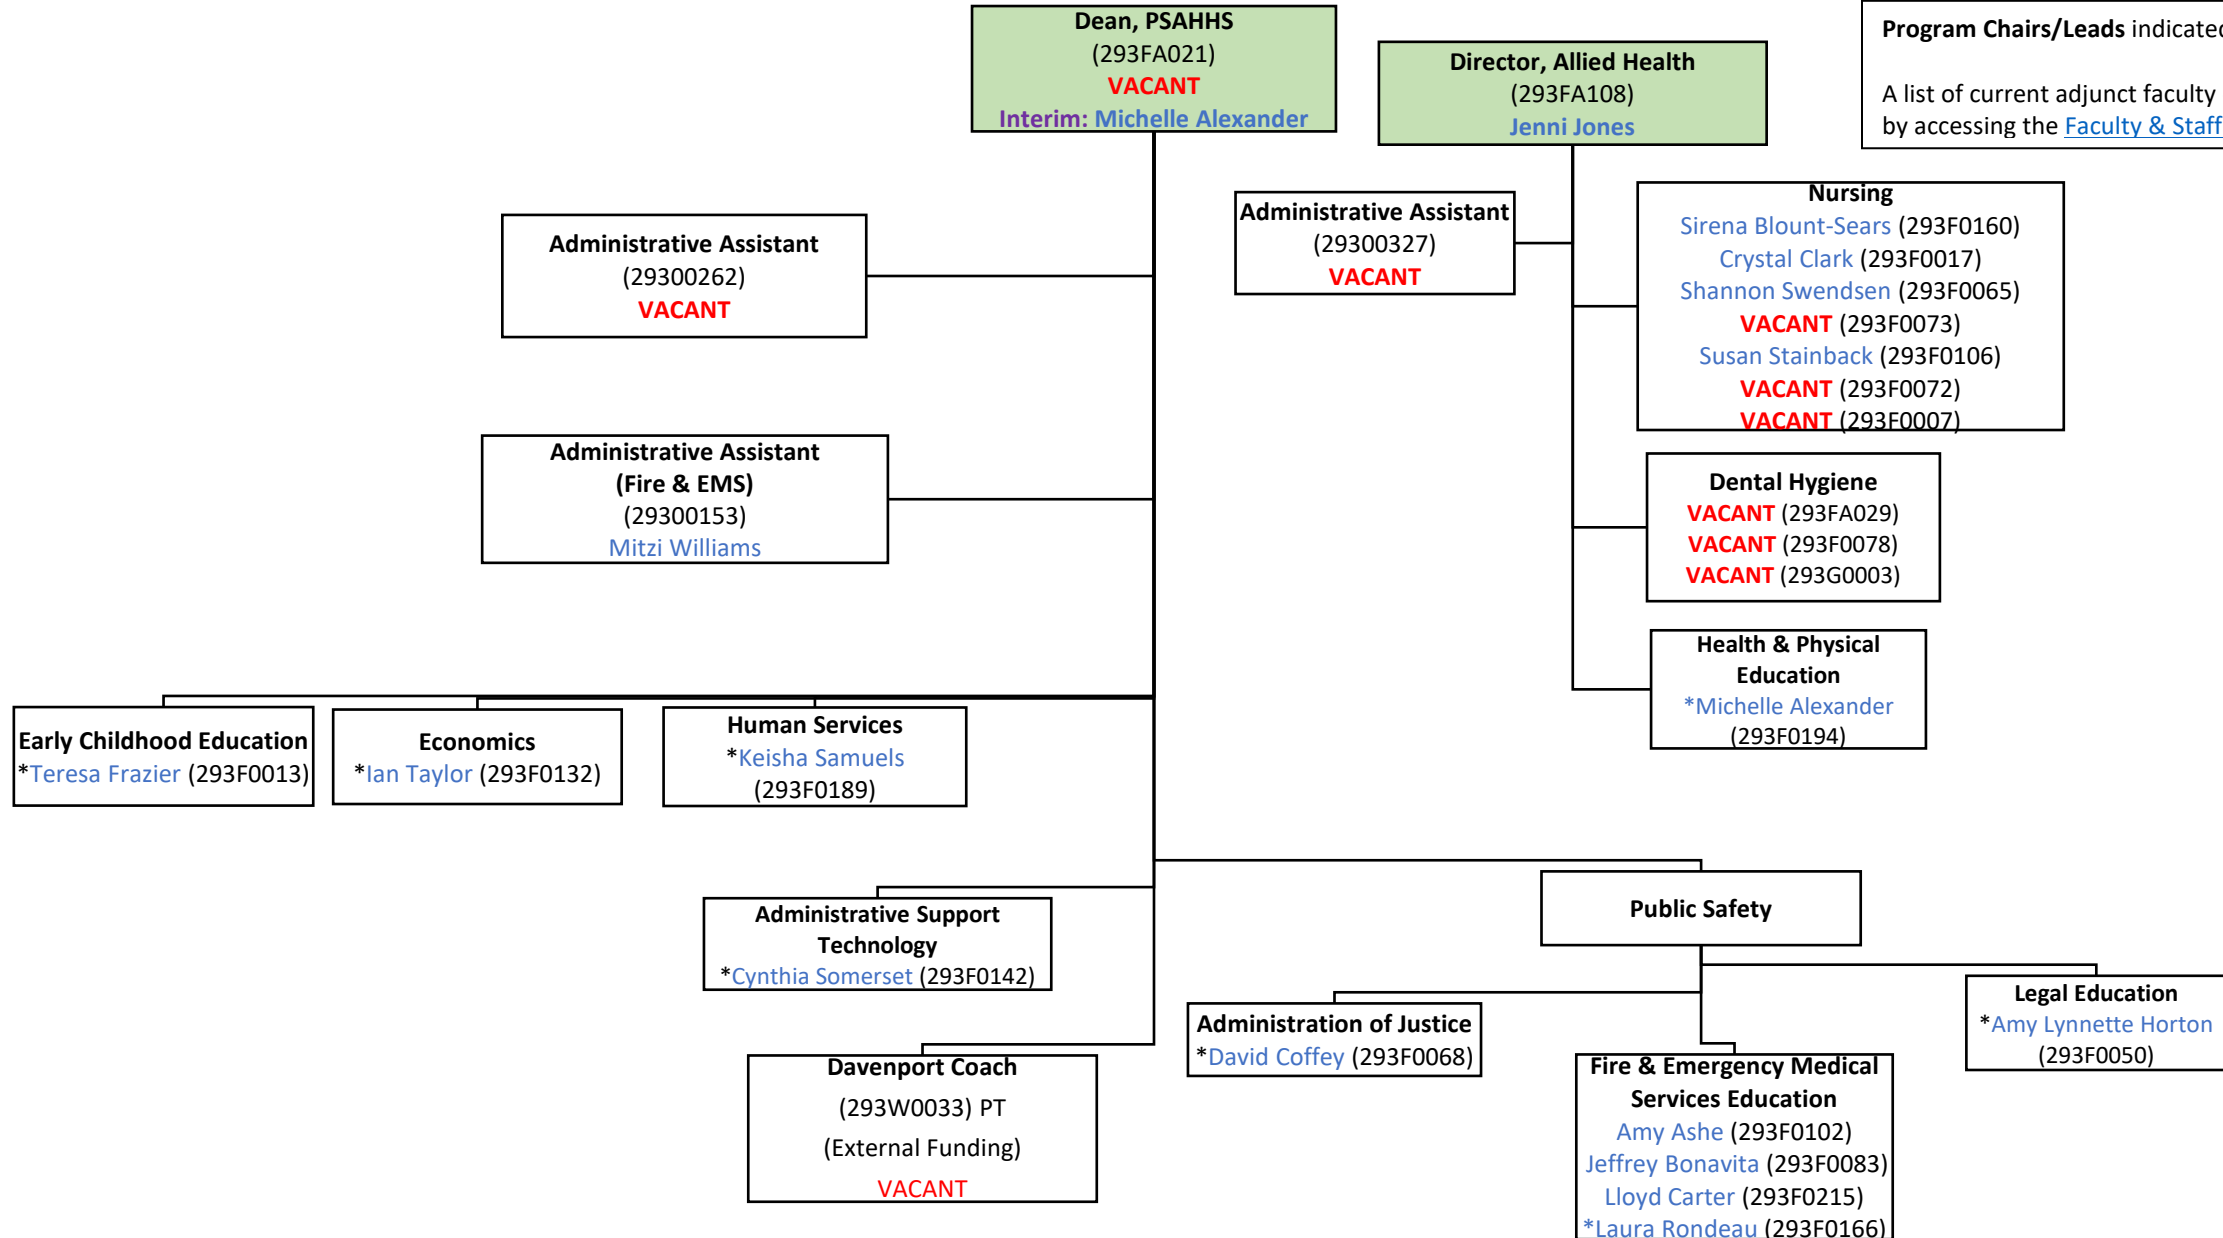 Dean, PSAHHS
(293FA021)
VACANT
Interim: Michelle Alexander
Director, Allied Health
(293FA108)
Jenni Jones
Program Chairs/Leads indicated
A list of current adjunct faculty
by accessing the Faculty & Staff
Administrative Assistant
(29300262)
VACANT
Administrative Assistant
(29300327)
VACANT
Nursing
Sirena Blount-Sears (293F0160)
Crystal Clark (293F0017)
Shannon Swendsen (293F0065)
VACANT (293F0073)
Susan Stainback (293F0106)
VACANT (293F0072)
VACANT (293F0007)
Administrative Assistant
(Fire & EMS)
(29300153)
Mitzi Williams
Dental Hygiene
VACANT (293FA029)
VACANT (293F0078)
VACANT (293G0003)
Health & Physical
Education
*Michelle Alexander
(293F0194)
Early Childhood Education
*Teresa Frazier (293F0013)
Economics
*Ian Taylor (293F0132)
Human Services
*Keisha Samuels
(293F0189)
Administrative Support
Technology
*Cynthia Somerset (293F0142)
Public Safety
Davenport Coach
(293W0033) PT
(External Funding)
VACANT
Administration of Justice
*David Coffey (293F0068)
Fire & Emergency Medical
Services Education
Amy Ashe (293F0102)
Jeffrey Bonavita (293F0083)
Lloyd Carter (293F0215)
*Laura Rondeau (293F0166)
Legal Education
*Amy Lynnette Horton
(293F0050)